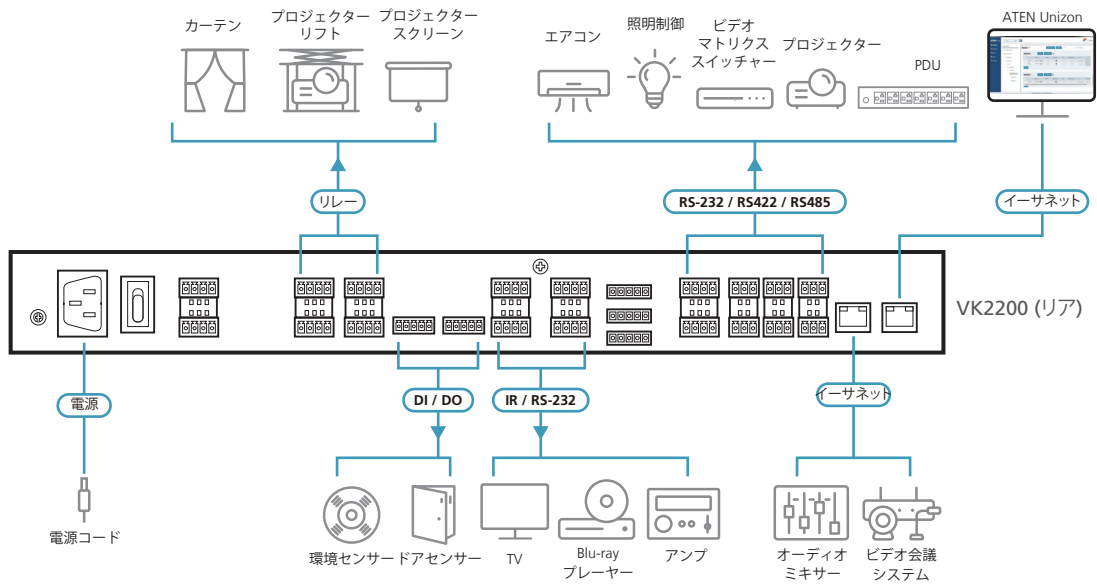 カーテン
プロジェクター
リフト
プロジェクター
スクリーン
エアコン
照明制御
ビデオ
マトリクス
スイッチャー
プロジェクター
PDU
ATEN Unizon
リレー
RS-232 / RS422 / RS485
イーサネット
VK2200 (リア)
電源
DI / DO
IR / RS-232
イーサネット
電源コード
環境センサー
ドアセンサー
TV
Blu-ray
プレーヤー
アンプ
オーディオ
ミキサー
ビデオ会議
システム